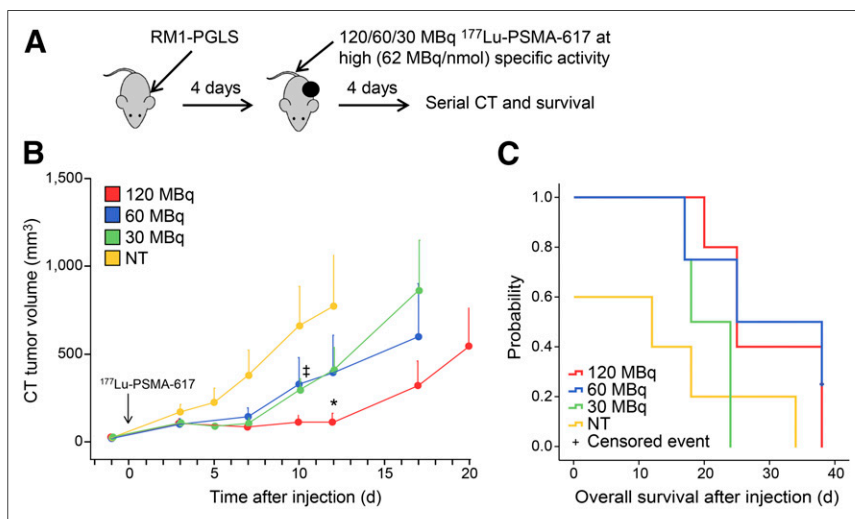 A
RM1-PGLS
120/60/30 MBq ¹⁷⁷Lu-PSMA-617 at
high (62 MBq/nmol) specific activity
4 days
4 days
Serial CT and survival
B
CT tumor volume (mm³)
1,500
1,000
500
0
120 MBq
60 MBq
30 MBq
NT
¹⁷⁷Lu-PSMA-617
‡
*
0
5
10
15
20
Time after injection (d)
C
Probability
1.0
0.8
0.6
0.4
0.2
0.0
120 MBq
60 MBq
30 MBq
NT
+ Censored event
0
20
30
40
Overall survival after injection (d)